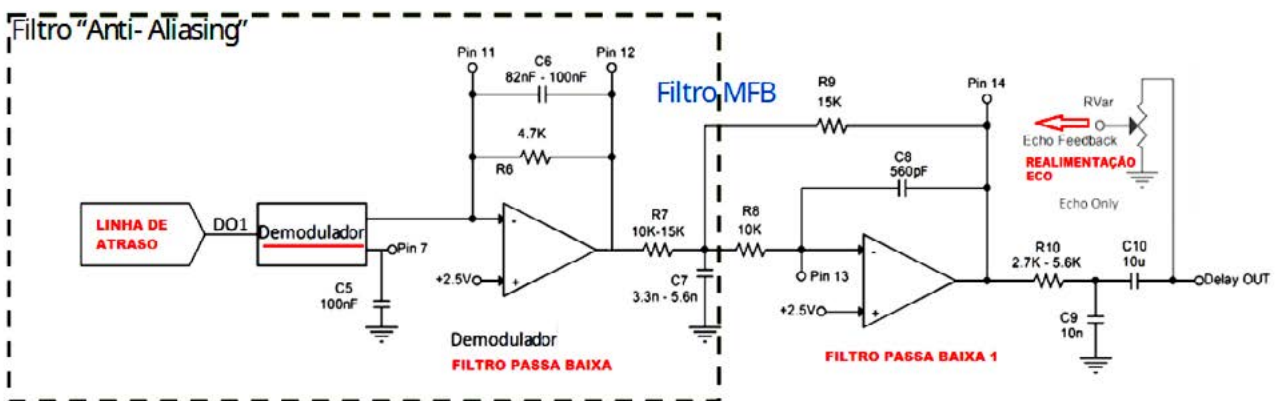 Filtro "Anti- Aliasing"
Pin 11
Pin 12
C6
82nF - 100nF
4.7K
R6
Filtro MFB
R9
15K
Pin 14
RVar
Echo Feedback
REALIMENTAÇÃO
ECO
Echo Only
C8
560pF
LINHA DE
ATRASO
DO1
Demodulador
Pin 7
C5
100nF
+2.5V
-
+
R7
10K-15K
R8
10K
C7
3.3n - 5.6n
Pin 13
+2.5V
-
+
R10
2.7K - 5.6K
C10
10u
Delay OUT
C9
10n
Demodulador
FILTRO PASSA BAIXA
FILTRO PASSA BAIXA 1